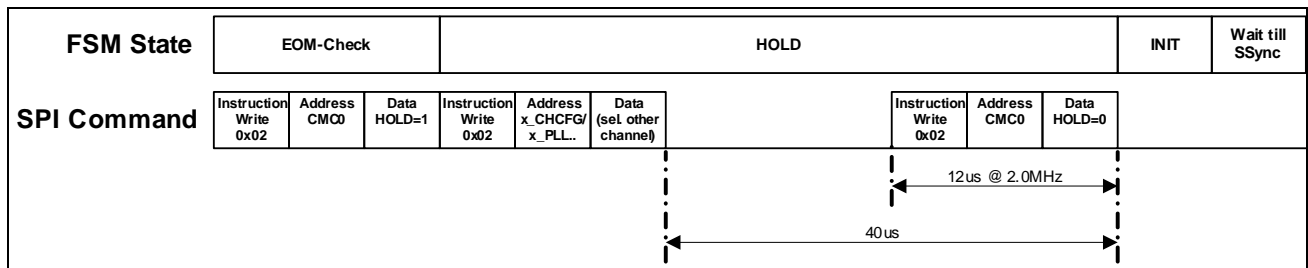 FSM State
EOM-Check
HOLD
INIT
Wait till
SSync
SPI Command
Instruction
Write
0x02
Address
CMC0
Data
HOLD=1
Instruction
Write
0x02
Address
x_CHCFG/
x_PLL..
Data
(sel. other
channel)
Instruction
Write
0x02
Address
CMC0
Data
HOLD=0
12us @ 2.0MHz
40us